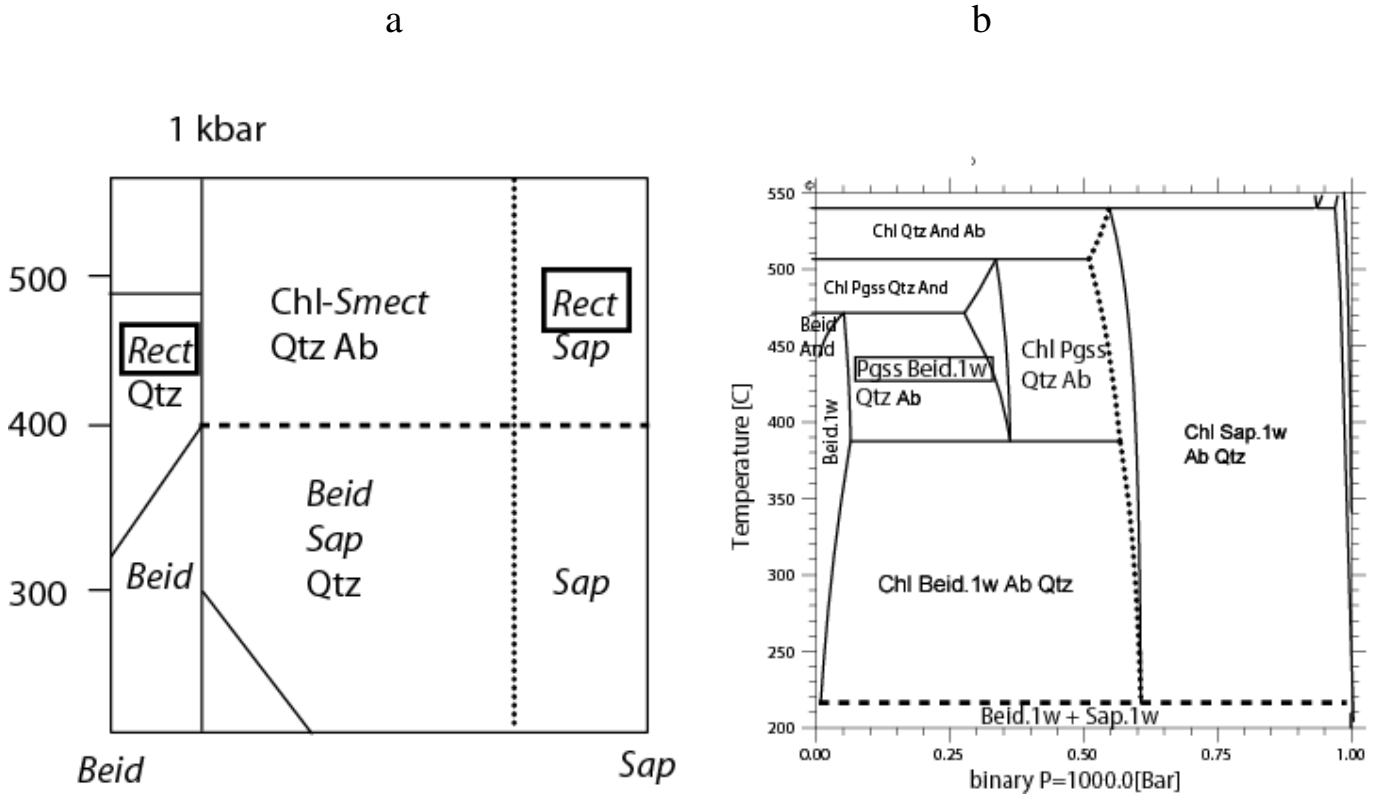 a
b
1 kbar
500
400
300
Rect
Qtz
Beid
Chl-Smect
Qtz Ab
Beid
Sap
Qtz
Rect
Sap
Sap
Beid
Sap
Temperature [C]
550
500
450
400
350
300
250
200
Chl Qtz And Ab
Chl Pgss Qtz And
Beid
And
Pgss Beid.1w
Qtz Ab
Chl Pgss
Qtz Ab
Beid.1w
Chl Sap.1w
Ab Qtz
Chl Beid.1w Ab Qtz
Beid.1w + Sap.1w
0.00
0.25
0.50
0.75
1.00
binary P=1000.0[Bar]